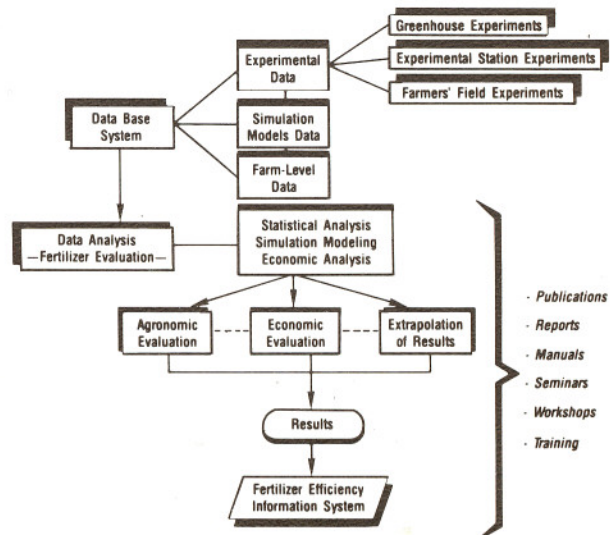 Greenhouse Experiments
Experimental
Data
Experimental Station Experiments
Farmers' Field Experiments
Data Base
System
Simulation
Models Data
Farm-Level
Data
Data Analysis
—Fertilizer Evaluation—
Statistical Analysis
Simulation Modeling
Economic Analysis
Agronomic
Evaluation
Economic
Evaluation
Extrapolation
of Results
Results
Fertilizer Efficiency
Information System
- Publications
- Reports
- Manuals
- Seminars
- Workshops
- Training